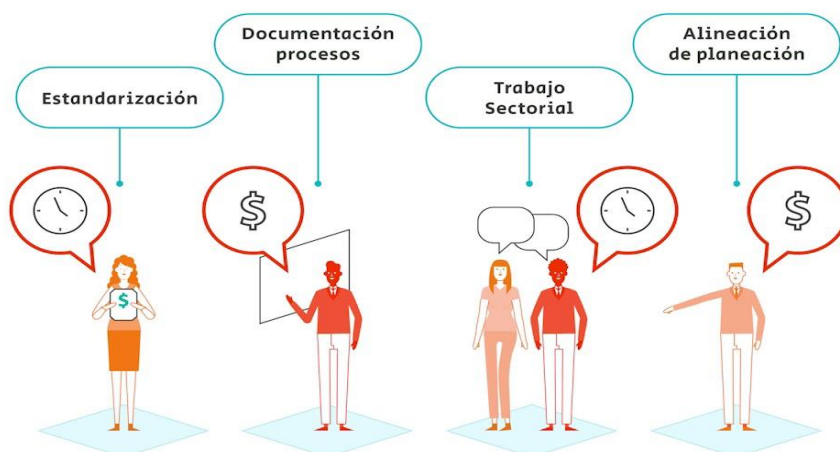 Estandarización
Documentación
procesos
Trabajo
Sectorial
Alineación
de planeación
$
$
$